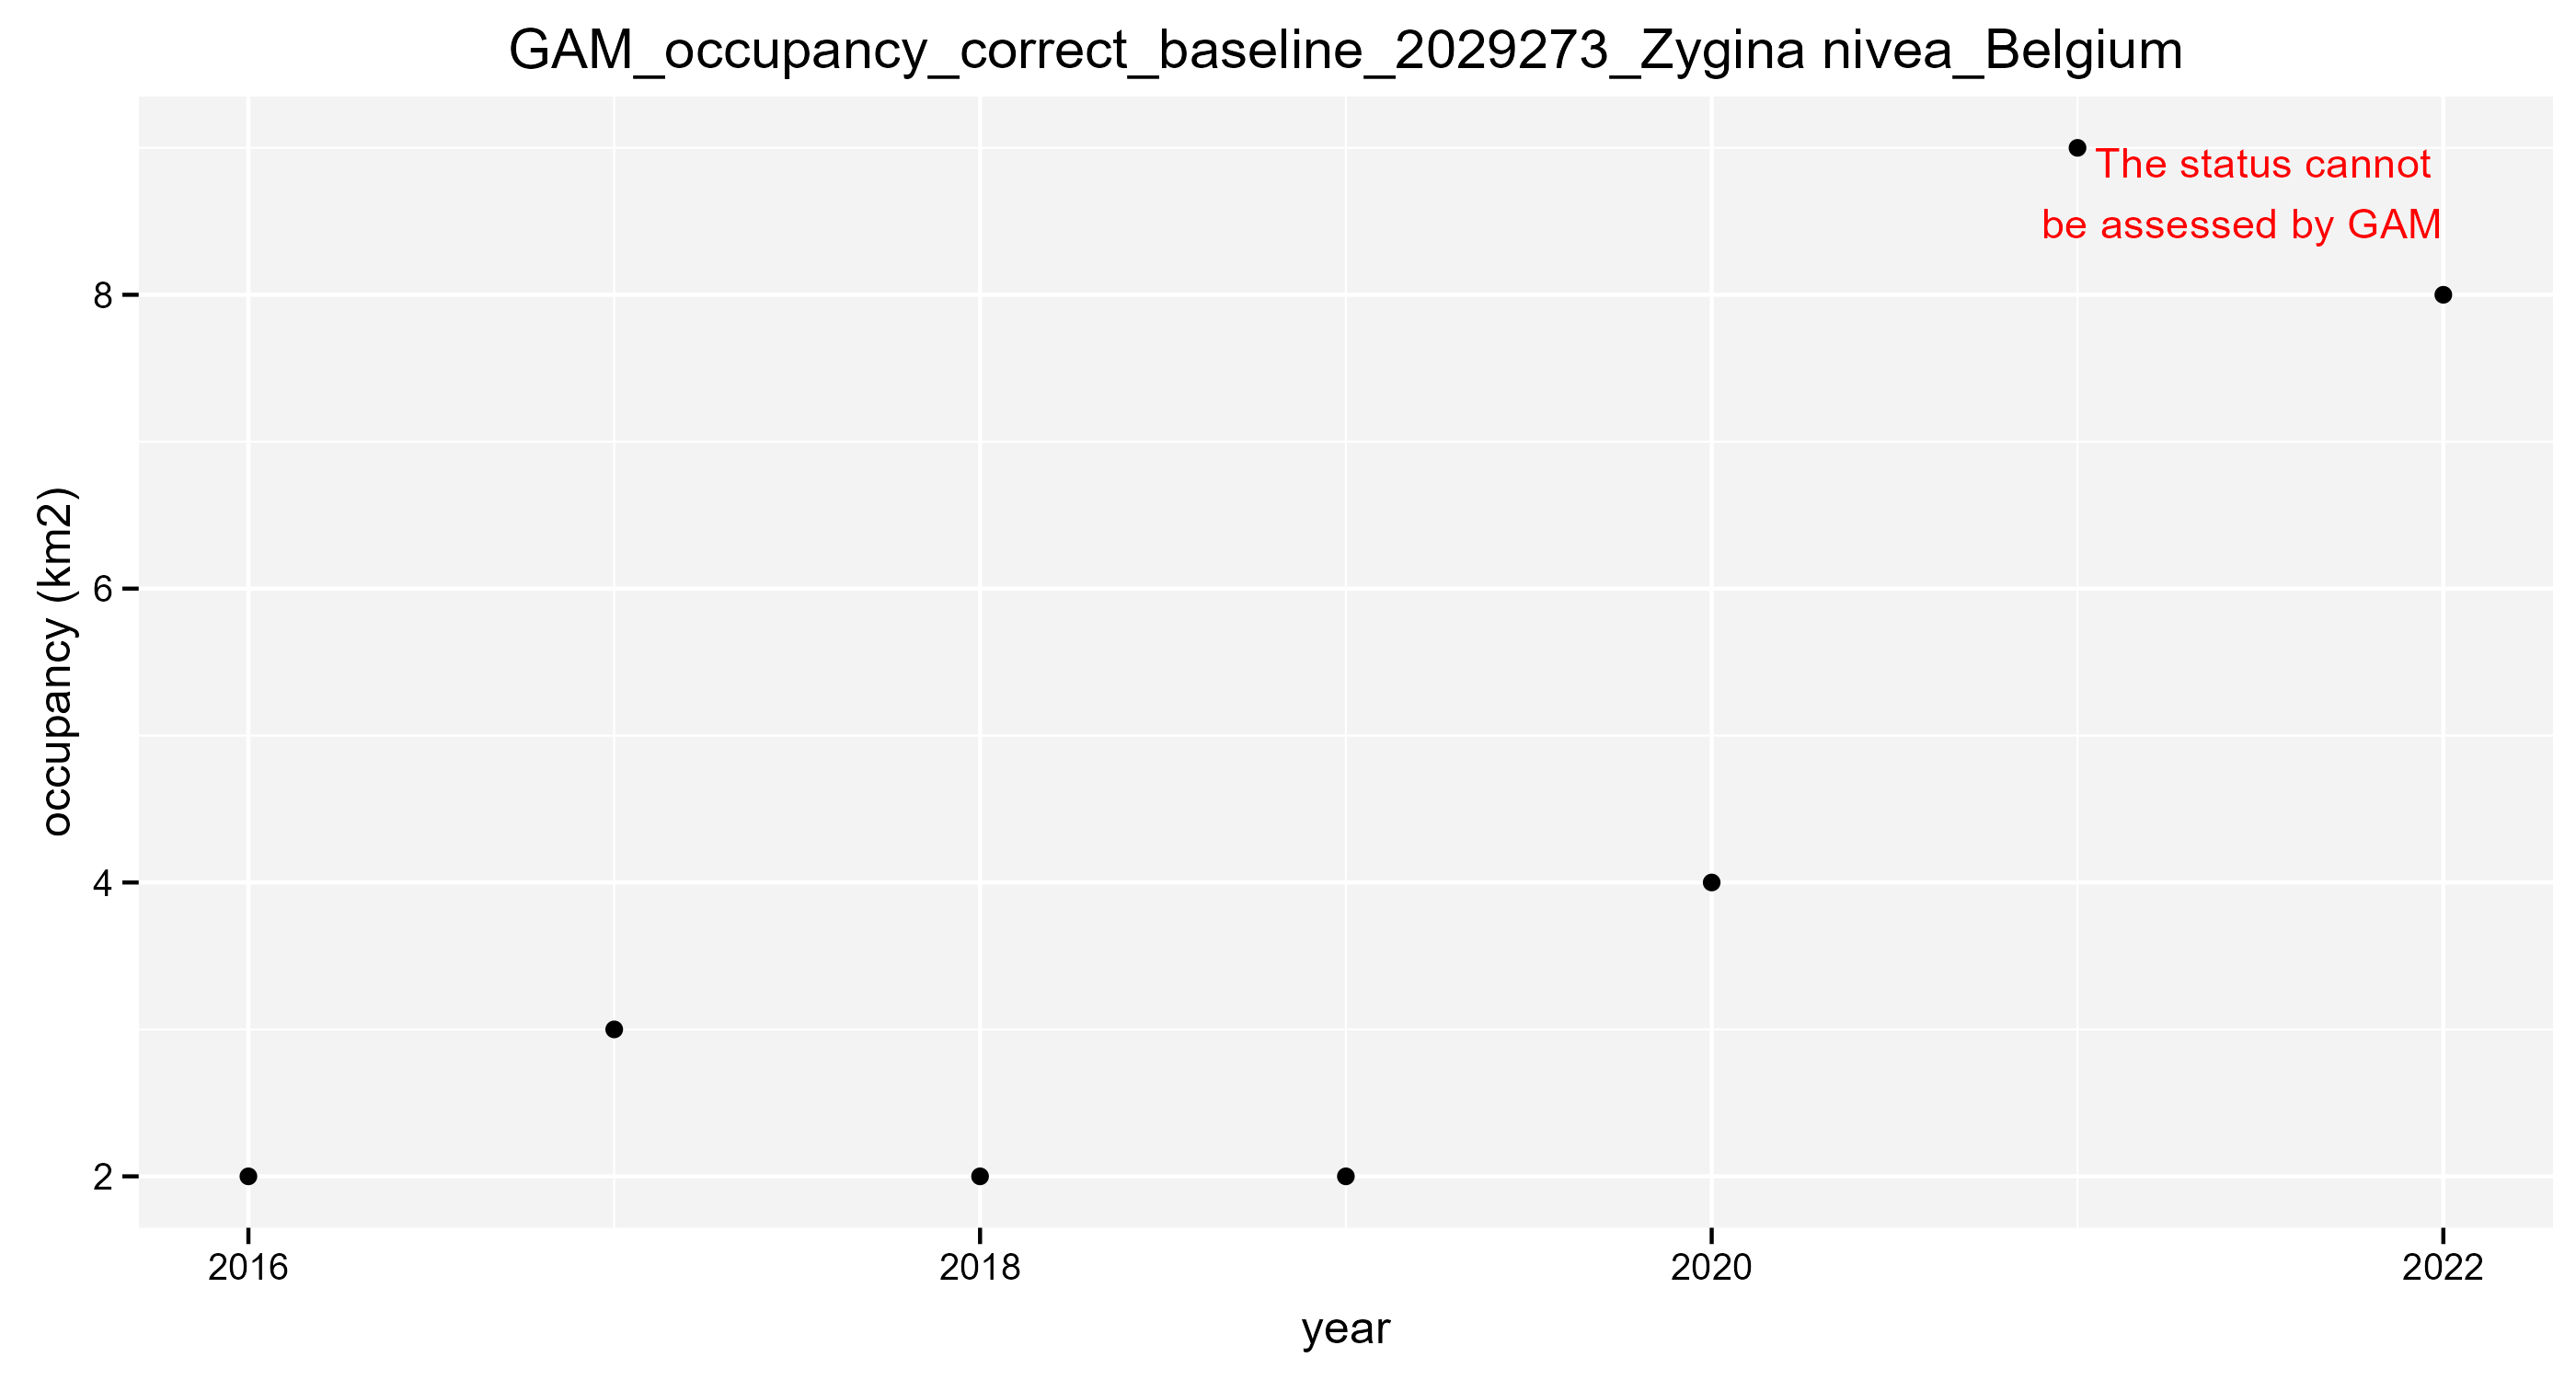 GAM_occupancy_correct_baseline_2029273_Zygina nivea_Belgium
The status cannot
be assessed by GAM
occupancy (km2)
8
6
4
2
2016
2018
2020
2022
year